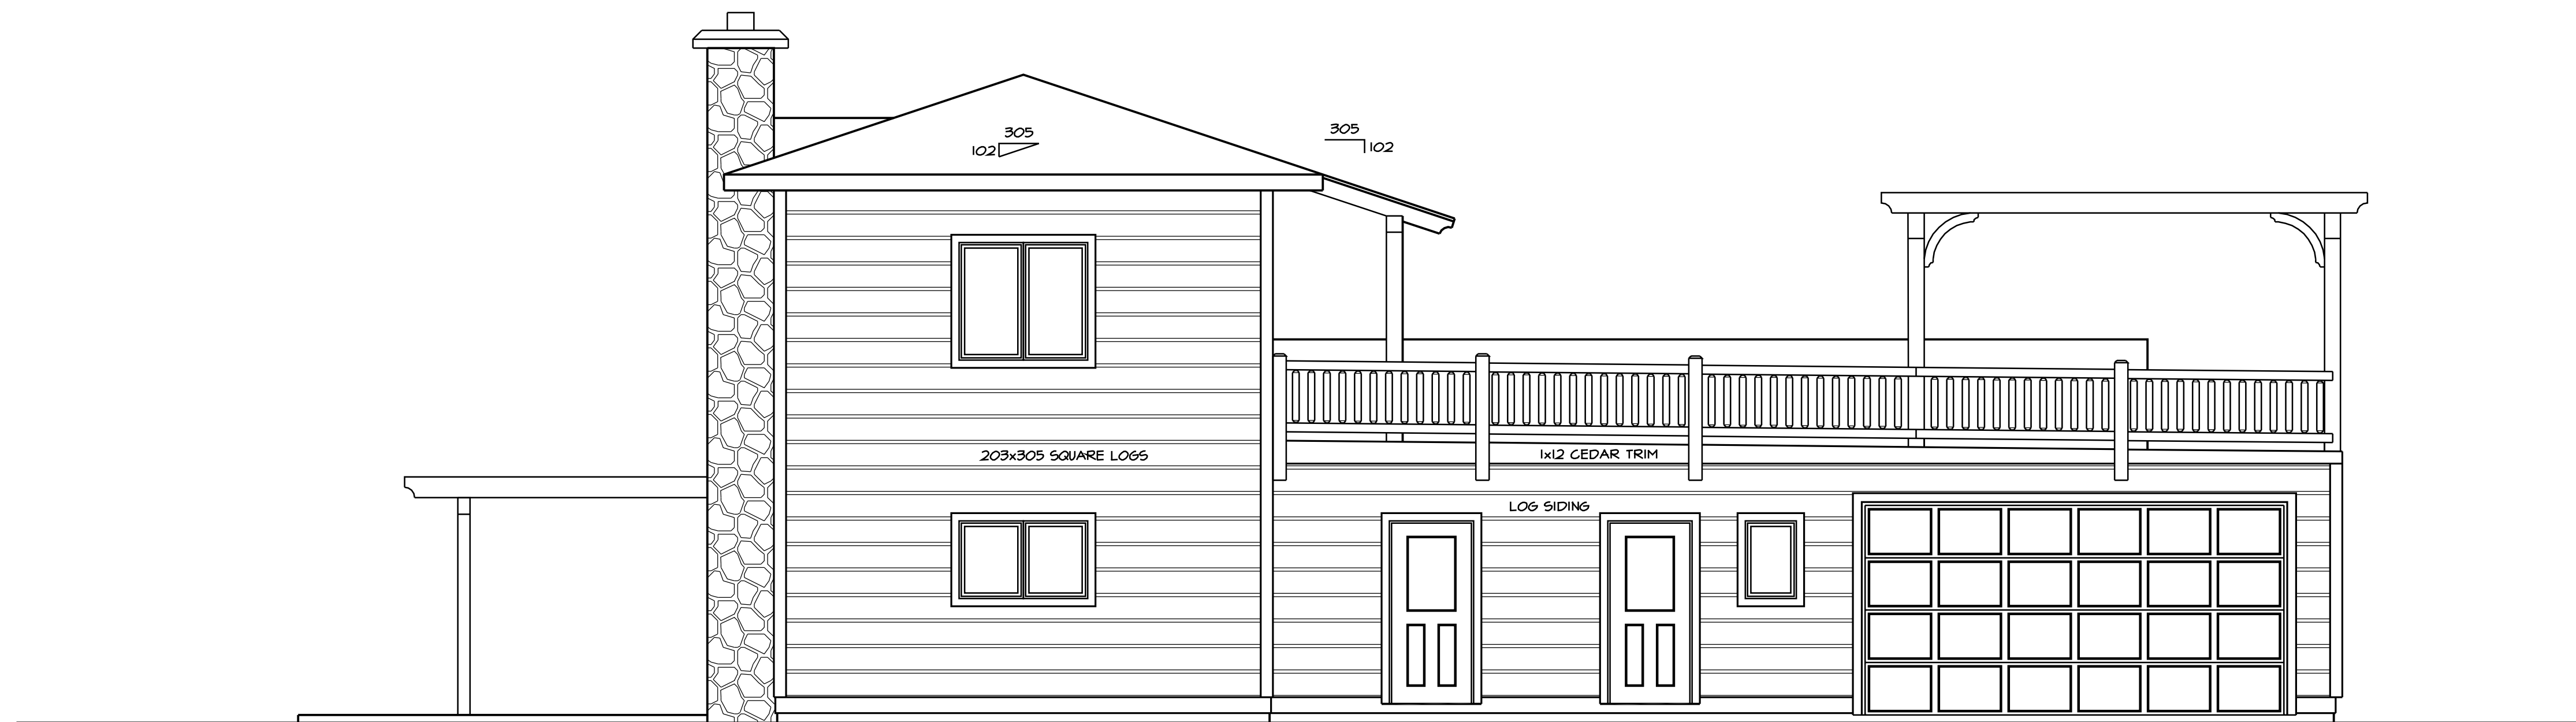 305
102
305
102
203x305 SQUARE LOGS
1x12 CEDAR TRIM
LOG SIDING